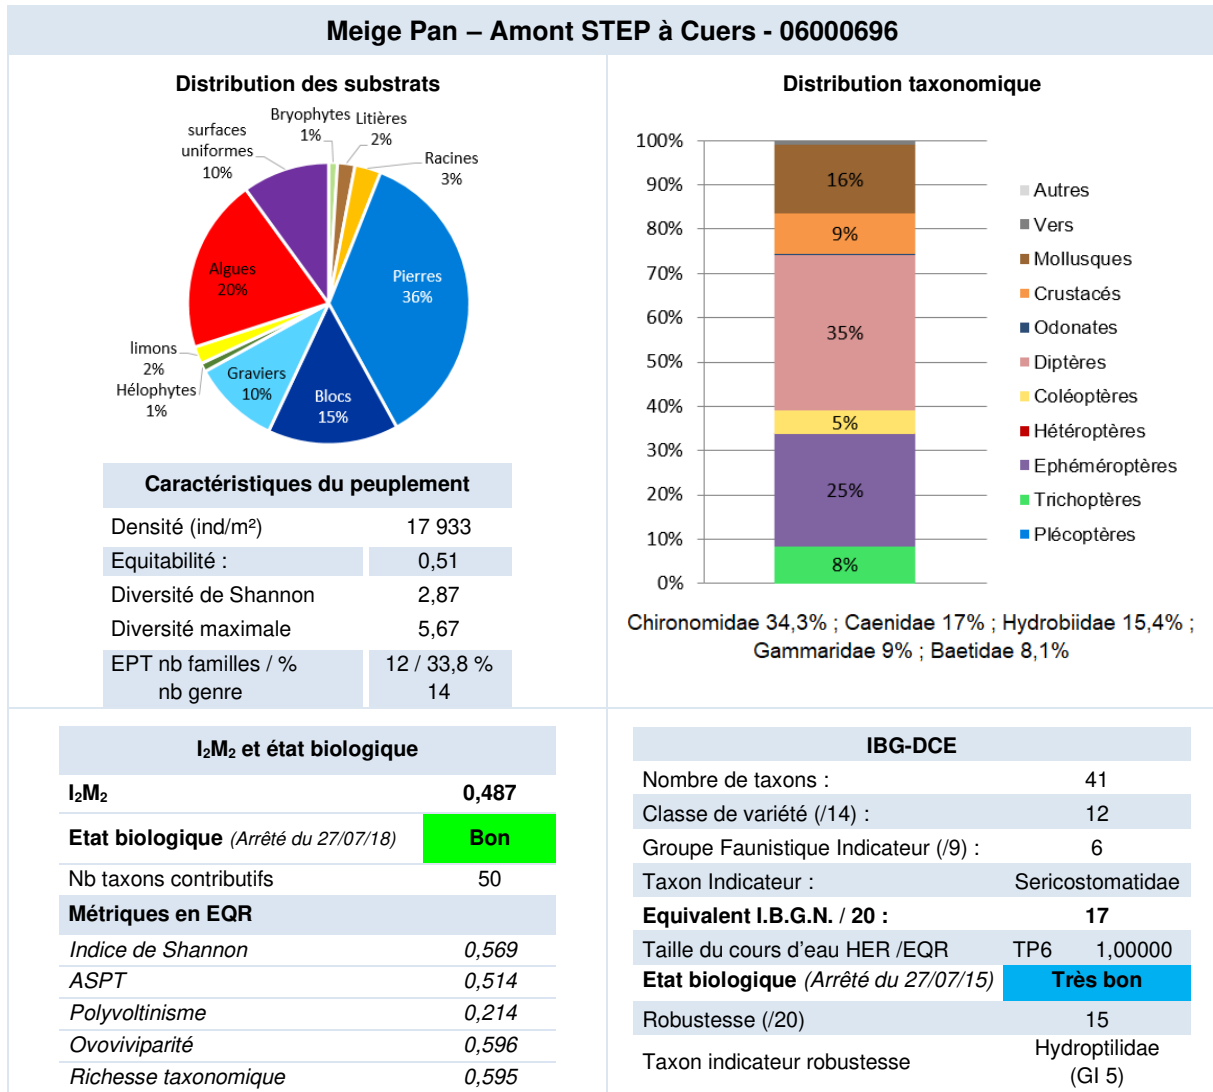 Meige Pan – Amont STEP à Cuers - 06000696
Distribution des substrats
Bryophytes
1%
Litières
2%
Racines
3%
surfaces
uniformes
10%
Pierres
36%
Algues
20%
limons
2%
Hélophytes
1%
Graviers
10%
Blocs
15%
Caractéristiques du peuplement
Densité (ind/m²) 17 933
Equitabilité : 0,51
Diversité de Shannon 2,87
Diversité maximale 5,67
EPT nb familles / % 12 / 33,8 %
nb genre 14
Distribution taxonomique
100%
90%
80%
70%
60%
50%
40%
30%
20%
10%
0%
16%
9%
35%
5%
25%
8%
Autres
Vers
Mollusques
Crustacés
Odonates
Diptères
Coléoptères
Hétéroptères
Ephéméroptères
Trichoptères
Plécoptères
Chironomidae 34,3% ; Caenidae 17% ; Hydrobiidae 15,4% ;
Gammaridae 9% ; Baetidae 8,1%
I₂M₂ et état biologique
I₂M₂ 0,487
Etat biologique (Arrêté du 27/07/18) Bon
Nb taxons contributifs 50
Métriques en EQR
Indice de Shannon 0,569
ASPT 0,514
Polyvoltinisme 0,214
Ovoviviparité 0,596
Richesse taxonomique 0,595
IBG-DCE
Nombre de taxons : 41
Classe de variété (/14) : 12
Groupe Faunistique Indicateur (/9) : 6
Taxon Indicateur : Sericostomatidae
Equivalent I.B.G.N. / 20 : 17
Taille du cours d'eau HER /EQR TP6 1,00000
Etat biologique (Arrêté du 27/07/15) Très bon
Robustesse (/20) 15
Taxon indicateur robustesse Hydroptilidae
(GI 5)